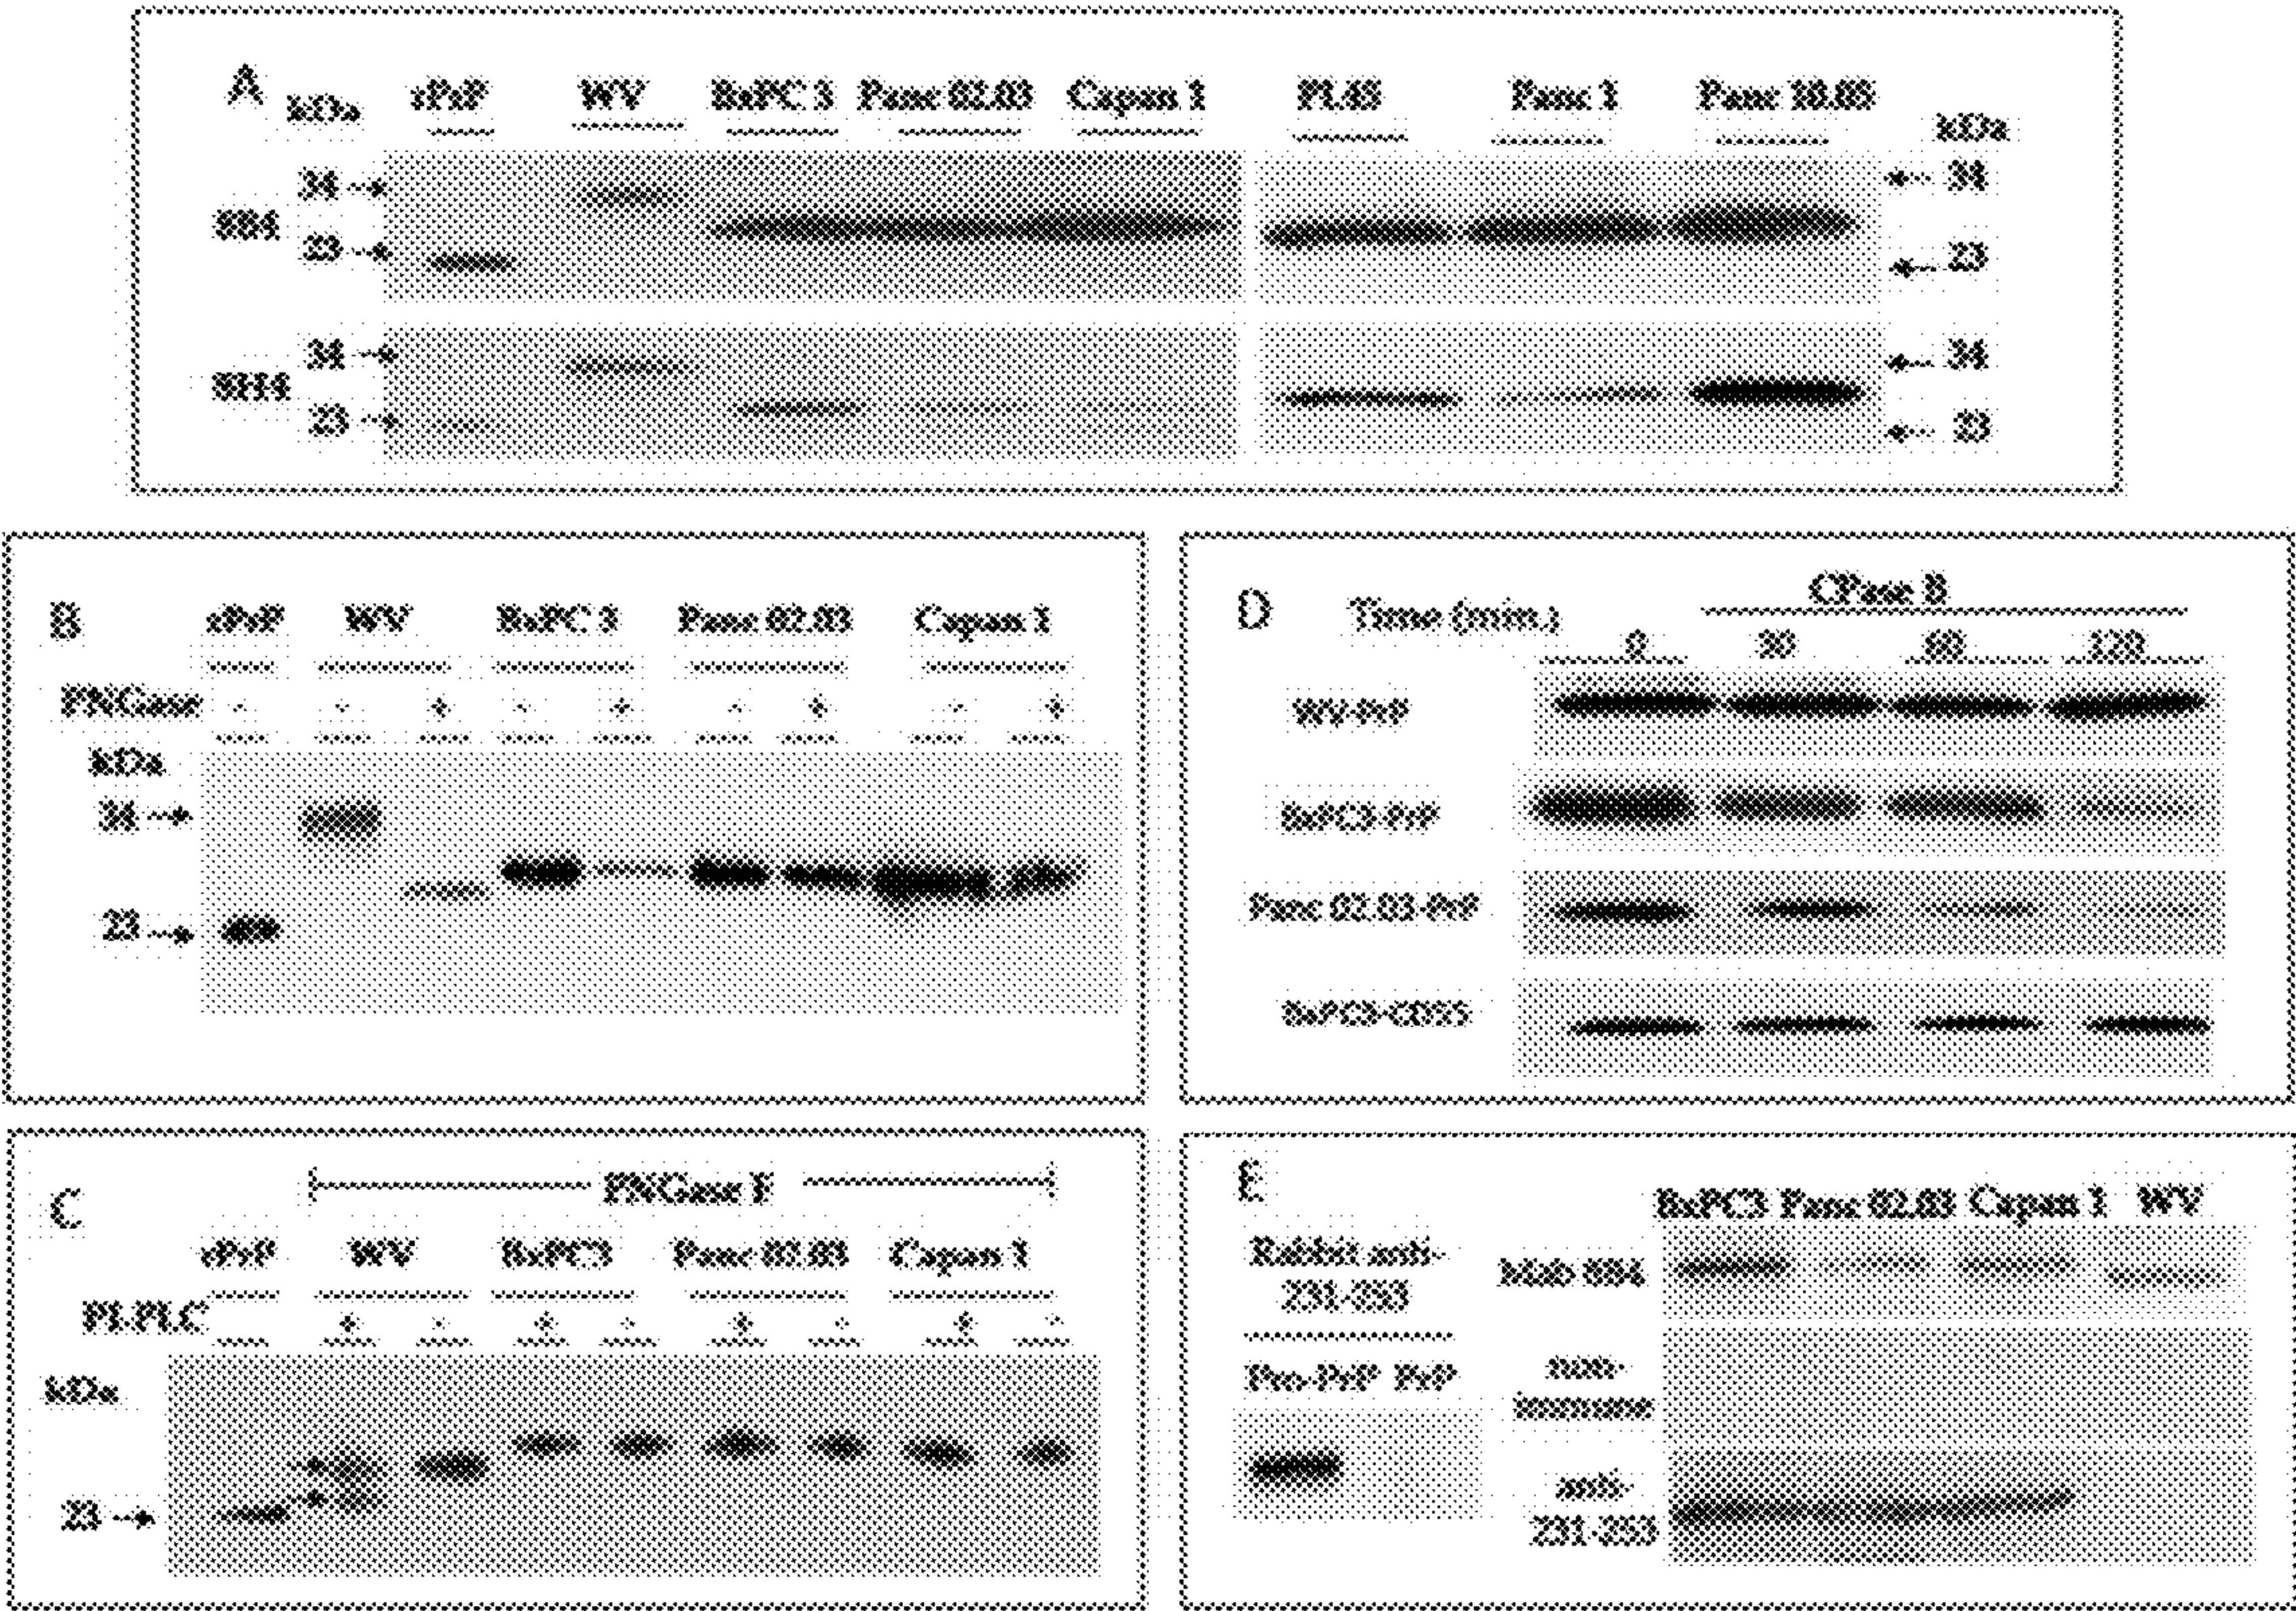 A
kDa rPrP WV BxPC 3 Panc 02.03 Capan 1 PL45 Panc 1 Panc 10.05 kDa
34 34
8B4
23 23
34 34
8H4
23 23
B rPrP WV BxPC 3 Panc 02.03 Capan 1
PNGase - - + - + - + - +
kDa
34
23
D Time (min.) CPase B
0 30 60 120
WV-PrP
BxPC3-PrP
Panc 02.03-PrP
BxPC3-CD55
C PNGase F
rPrP WV BxPC3 Panc 02.03 Capan 1
PI-PLC + - + - + - + -
kDa
23
E
BxPC3 Panc 02.03 Capan 1 WV
Rabbit anti-
231-253
Pro-PrP PrP
Mab 8B4
non-
immune
anti-
231-253